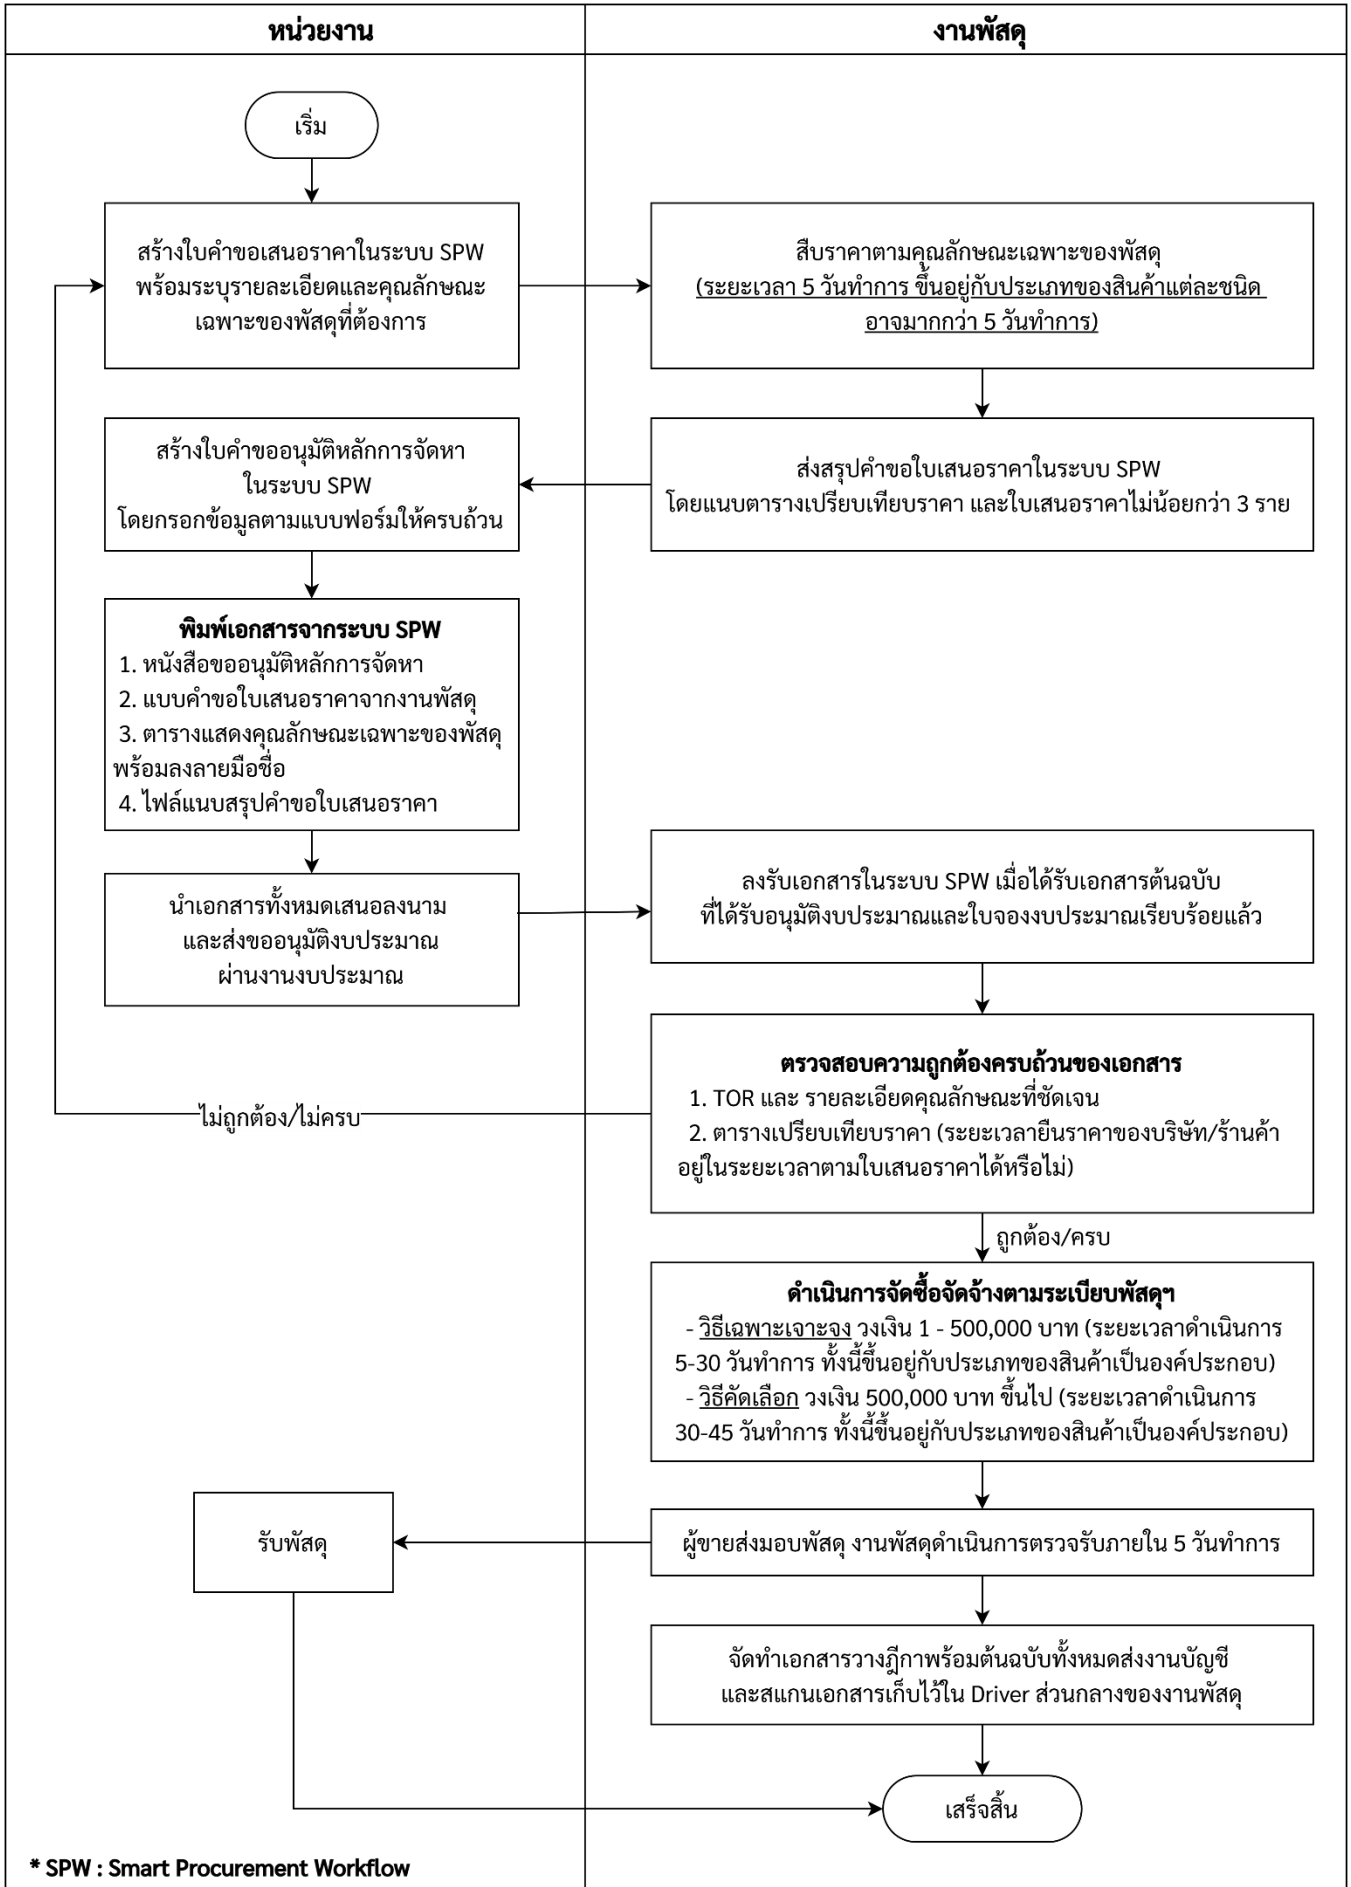 หน่วยงาน
งานพัสดุ
เริ่ม
สร้างใบคำขอเสนอราคาในระบบ SPW
พร้อมระบุรายละเอียดและคุณลักษณะ
เฉพาะของพัสดุที่ต้องการ
สืบราคาตามคุณลักษณะเฉพาะของพัสดุ
(ระยะเวลา 5 วันทำการ ขึ้นอยู่กับประเภทของสินค้าแต่ละชนิด
อาจมากกว่า 5 วันทำการ)
ส่งสรุปคำขอใบเสนอราคาในระบบ SPW
โดยแนบตารางเปรียบเทียบราคา และใบเสนอราคาไม่น้อยกว่า 3 ราย
สร้างใบคำขออนุมัติหลักการจัดหา
ในระบบ SPW
โดยกรอกข้อมูลตามแบบฟอร์มให้ครบถ้วน
พิมพ์เอกสารจากระบบ SPW
1. หนังสือขออนุมัติหลักการจัดหา
2. แบบคำขอใบเสนอราคาจากงานพัสดุ
3. ตารางแสดงคุณลักษณะเฉพาะของพัสดุ
พร้อมลงลายมือชื่อ
4. ไฟล์แนบสรุปคำขอใบเสนอราคา
นำเอกสารทั้งหมดเสนอลงนาม
และส่งขออนุมัติงบประมาณ
ผ่านงานงบประมาณ
ลงรับเอกสารในระบบ SPW เมื่อได้รับเอกสารต้นฉบับ
ที่ได้รับอนุมัติงบประมาณและใบจองงบประมาณเรียบร้อยแล้ว
ตรวจสอบความถูกต้องครบถ้วนของเอกสาร
1. TOR และ รายละเอียดคุณลักษณะที่ชัดเจน
2. ตารางเปรียบเทียบราคา (ระยะเวลายืนราคาของบริษัท/ร้านค้า
อยู่ในระยะเวลาตามใบเสนอราคาได้หรือไม่)
ไม่ถูกต้อง/ไม่ครบ
ถูกต้อง/ครบ
ดำเนินการจัดซื้อจัดจ้างตามระเบียบพัสดุฯ
- วิธีเฉพาะเจาะจง วงเงิน 1 - 500,000 บาท (ระยะเวลาดำเนินการ
5-30 วันทำการ ทั้งนี้ขึ้นอยู่กับประเภทของสินค้าเป็นองค์ประกอบ)
- วิธีคัดเลือก วงเงิน 500,000 บาท ขึ้นไป (ระยะเวลาดำเนินการ
30-45 วันทำการ ทั้งนี้ขึ้นอยู่กับประเภทของสินค้าเป็นองค์ประกอบ)
ผู้ขายส่งมอบพัสดุ งานพัสดุดำเนินการตรวจรับภายใน 5 วันทำการ
รับพัสดุ
จัดทำเอกสารวางฎีกาพร้อมต้นฉบับทั้งหมดส่งงานบัญชี
และสแกนเอกสารเก็บไว้ใน Driver ส่วนกลางของงานพัสดุ
เสร็จสิ้น
* SPW : Smart Procurement Workflow